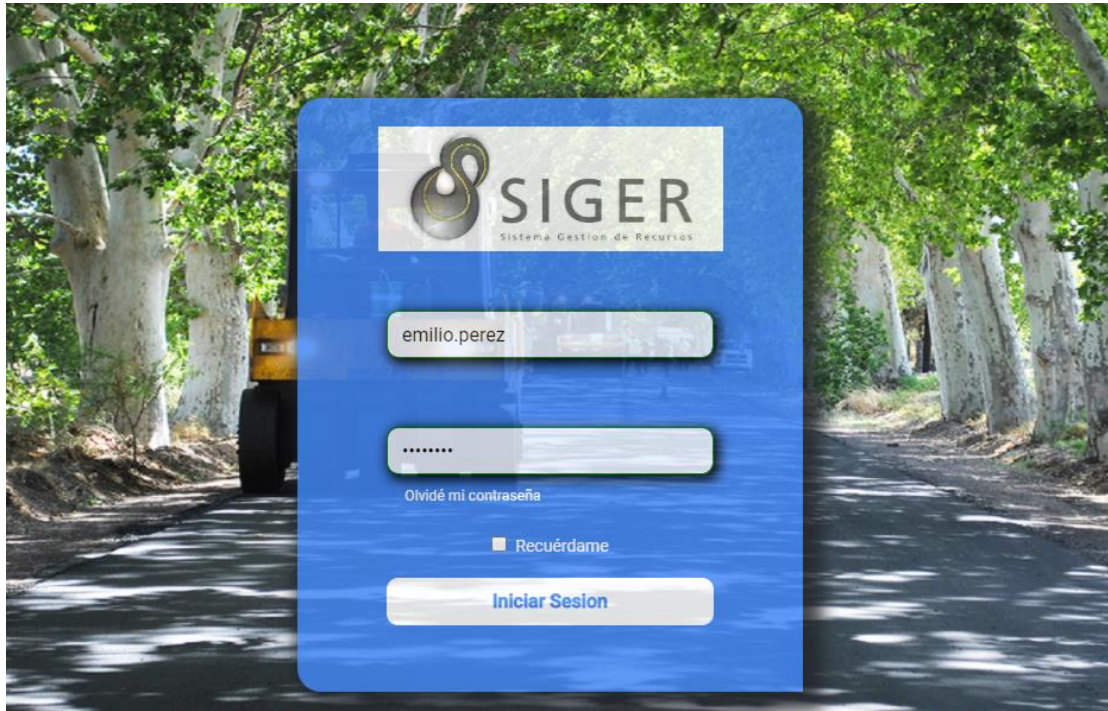 SIGER
Sistema Gestion de Recursos
emilio.perez
········
Olvidé mi contraseña
Recuérdame
Iniciar Sesion